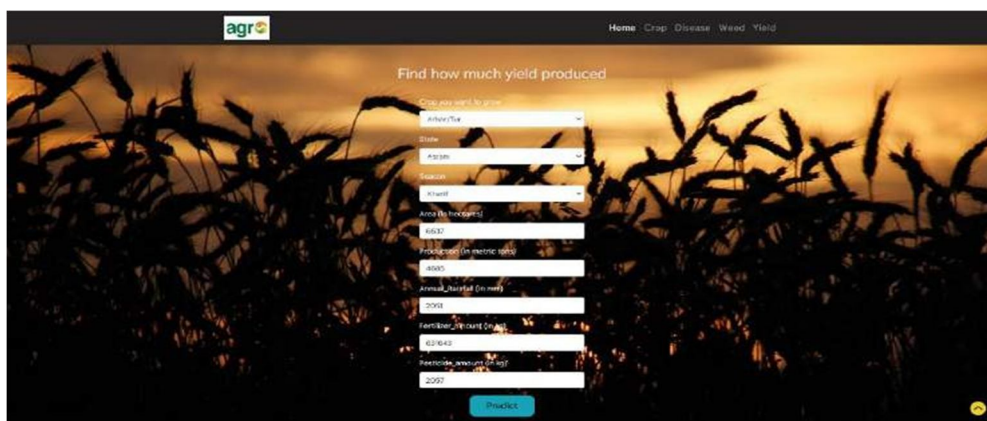 agro
Home Crop Disease Weed Yield
Find how much yield produced
Crop you want to grow
Arhar/Tur
State
Assam
Season
Kharif
Area (in hectares)
6637
Production (in metric tons)
4685
Annual_Rainfall (in mm)
2051
Fertilizer_amount (in kg)
631643
Pesticide_amount (in kg)
2057
Predict